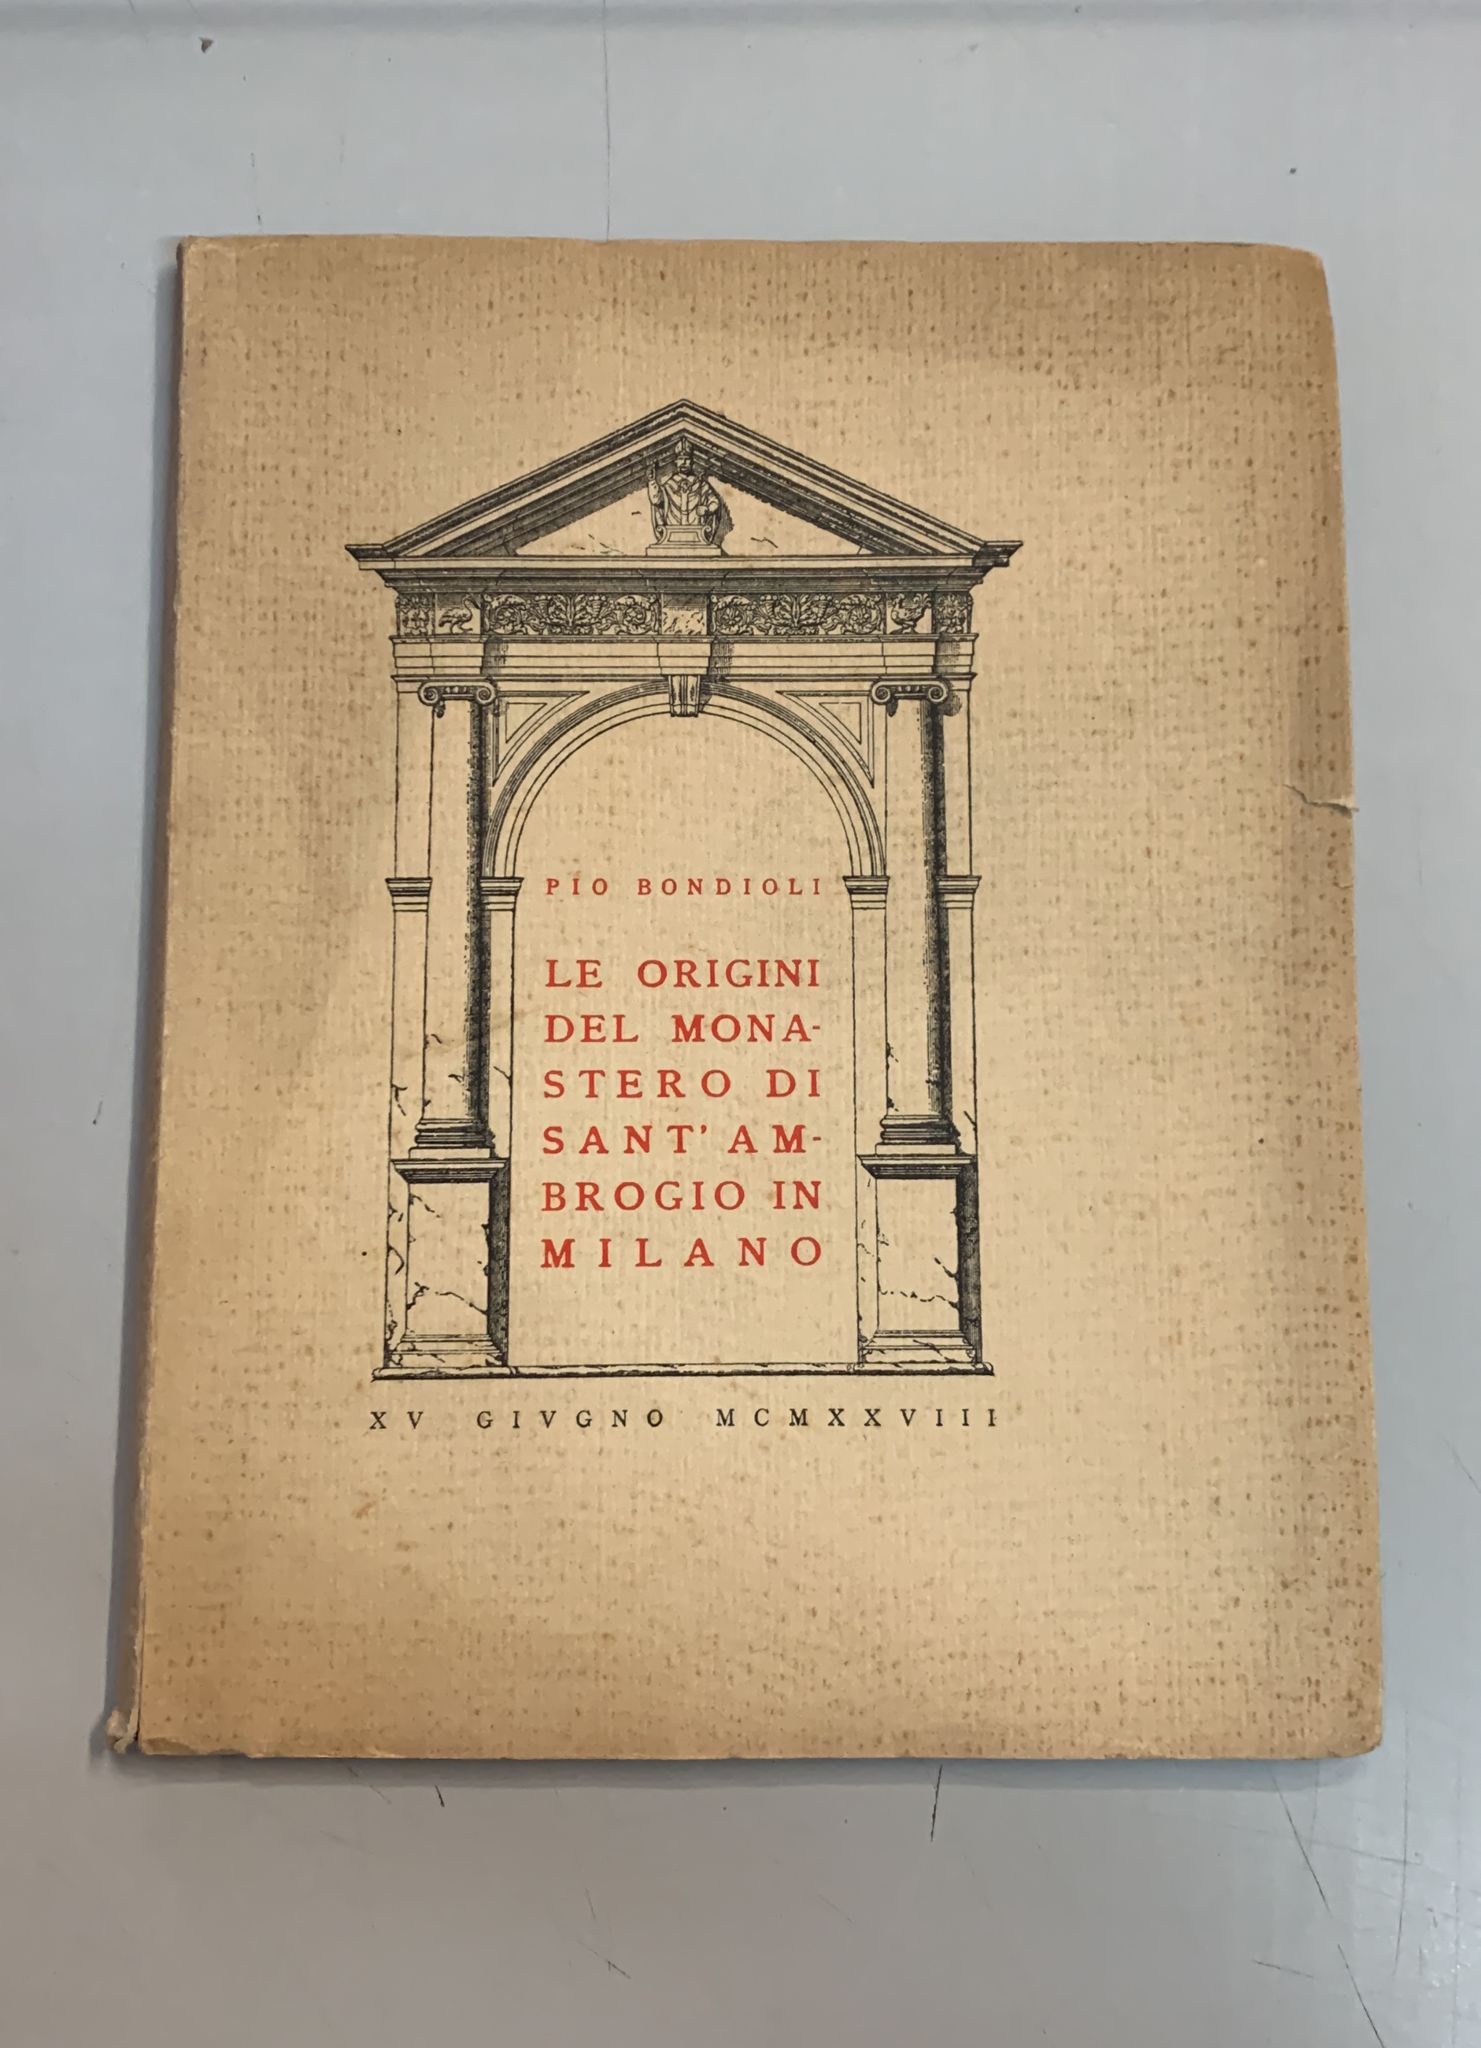 PIO BONDIOLI
LE ORIGINI
DEL MONA-
STERO DI
SANT' AM-
BROGIO IN
MILANO
XV GIVGNO MCMXXVIII